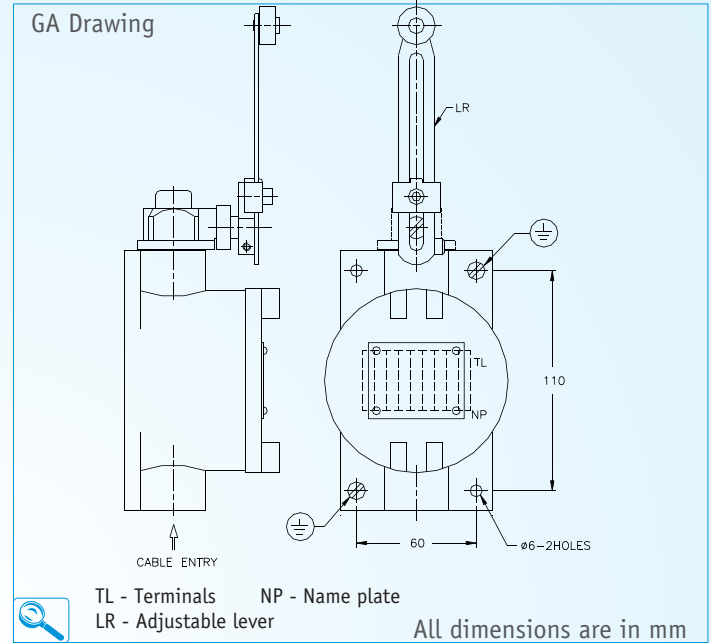 GA Drawing
LR
TL
110
NP
60
ø6-2HOLES
CABLE ENTRY
TL - Terminals NP - Name plate
LR - Adjustable lever
All dimensions are in mm